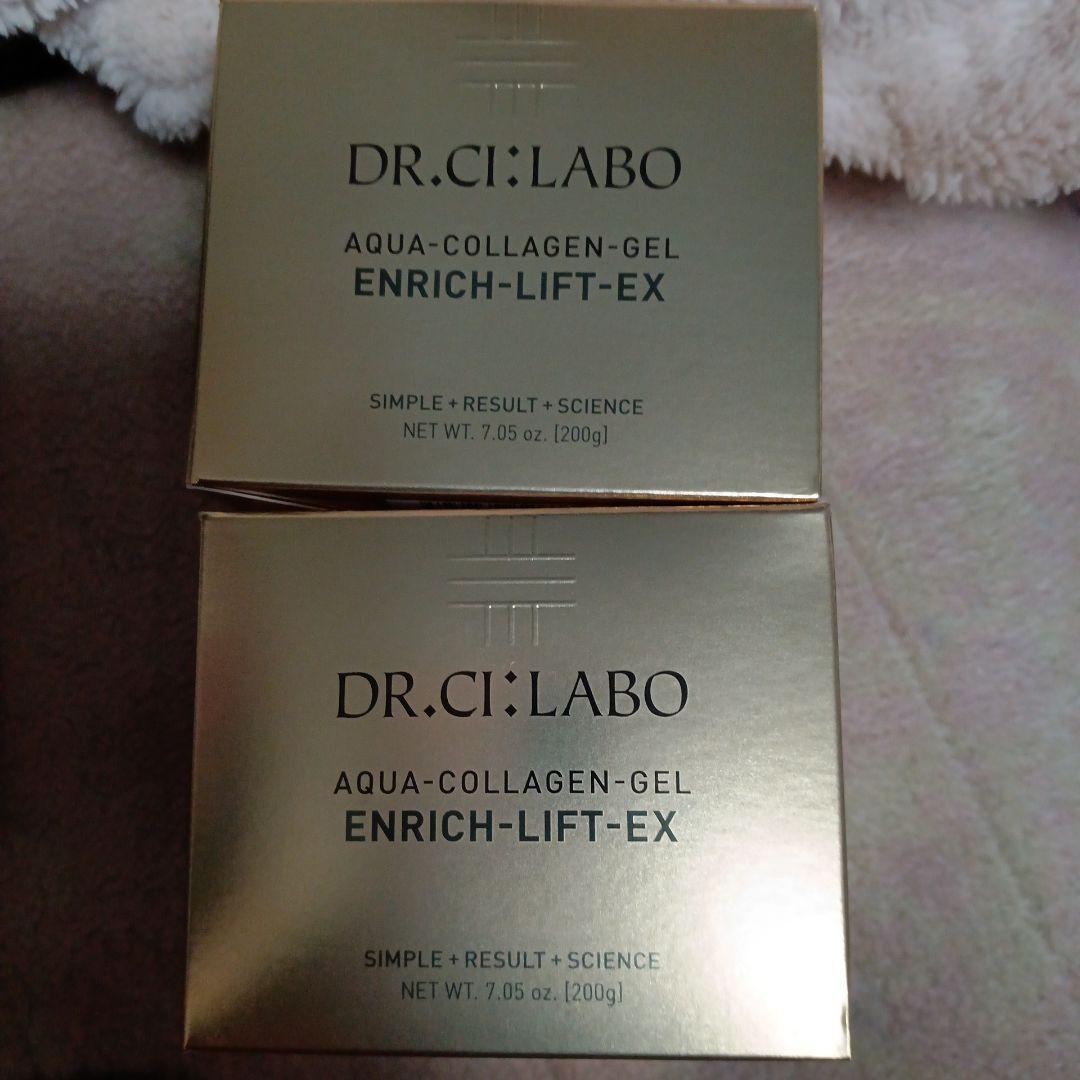 DR.CI:LABO
AQUA-COLLAGEN-GEL
ENRICH-LIFT-EX
SIMPLE+RESULT+SCIENCE
NET WT. 7.05 oz. [200g]
DR.CI:LABO
AQUA-COLLAGEN-GEL
ENRICH-LIFT-EX
SIMPLE+RESULT+SCIENCE
NET WT. 7.05 oz. [200g]